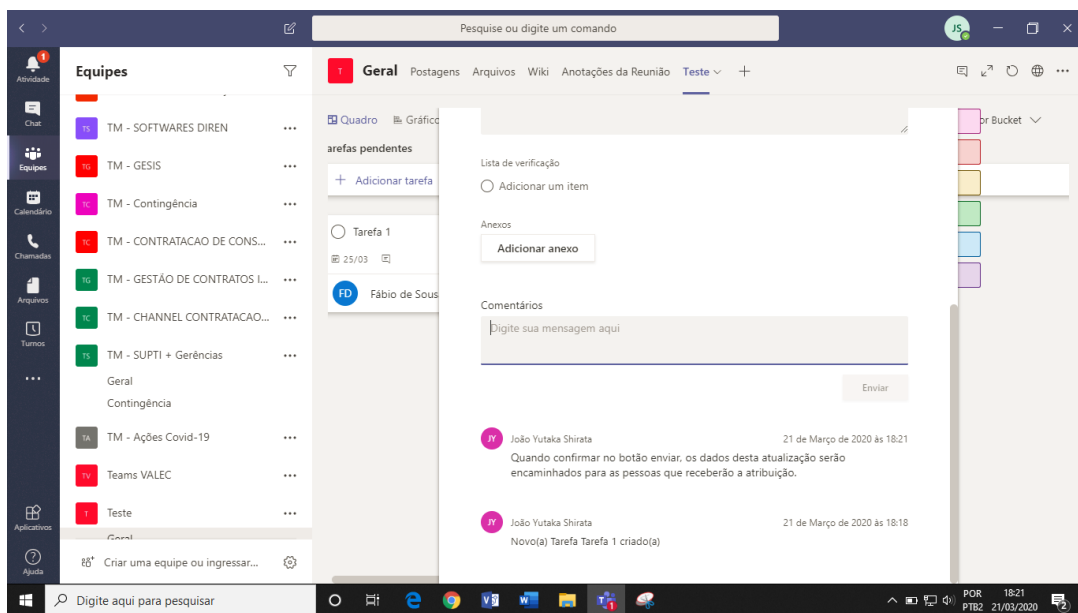 Pesquise ou digite um comando
JS
1
Atividade
Chat
Equipes
Calendário
Chamadas
Arquivos
Turnos
Aplicativos
Ajuda
Equipes
TS TM - SOFTWARES DIREN
TG TM - GESIS
TC TM - Contingência
TC TM - CONTRATACAO DE CONS...
TG TM - GESTÃO DE CONTRATOS I...
TC TM - CHANNEL CONTRATACAO...
TS TM - SUPTI + Gerências
Geral
Contingência
TA TM - Ações Covid-19
TV Teams VALEC
T Teste
Geral
Criar uma equipe ou ingressar...
T Geral Postagens Arquivos Wiki Anotações da Reunião Teste
Quadro Gráfico
or Bucket
arefas pendentes
Adicionar tarefa
Tarefa 1
25/03
FD Fábio de Sous
Lista de verificação
Adicionar um item
Anexos
Adicionar anexo
Comentários
Digite sua mensagem aqui
Enviar
JY João Yutaka Shirata 21 de Março de 2020 às 18:21
Quando confirmar no botão enviar, os dados desta atualização serão
encaminhados para as pessoas que receberão a atribuição.
JY João Yutaka Shirata 21 de Março de 2020 às 18:18
Novo(a) Tarefa Tarefa 1 criado(a)
Digite aqui para pesquisar
POR 18:21
PTB2 21/03/2020